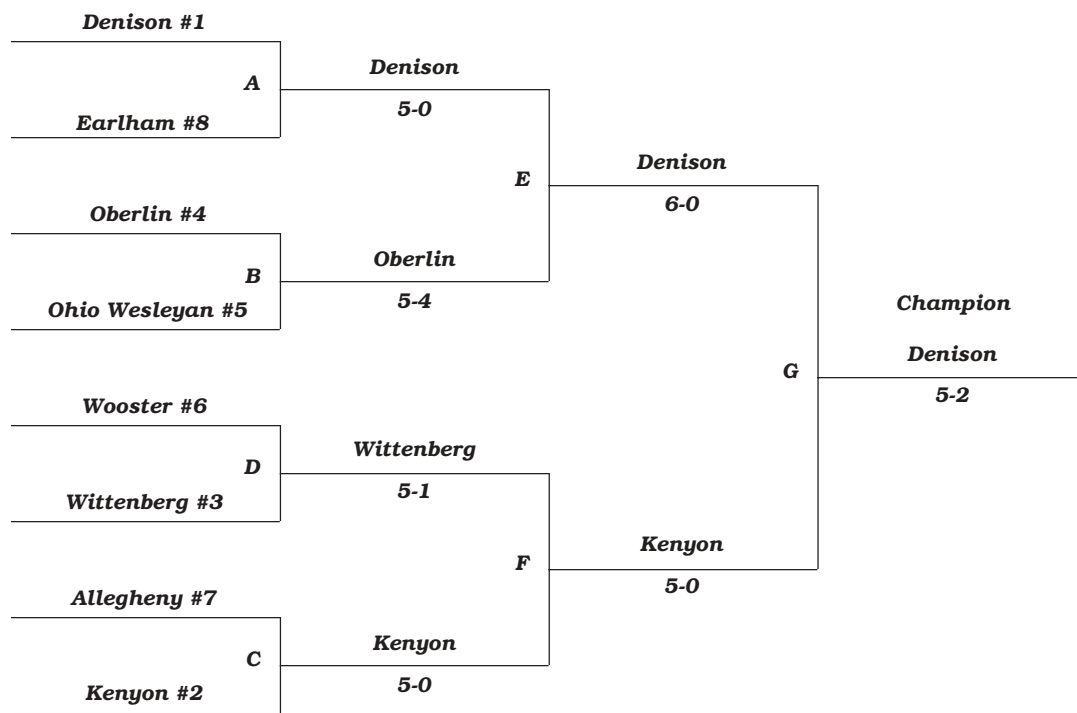 Denison #1
A
Earlham #8
Denison
5-0
Oberlin #4
B
Ohio Wesleyan #5
Oberlin
5-4
E
Denison
6-0
Wooster #6
D
Wittenberg #3
Wittenberg
5-1
Allegheny #7
C
Kenyon #2
Kenyon
5-0
F
Kenyon
5-0
G
Champion
Denison
5-2